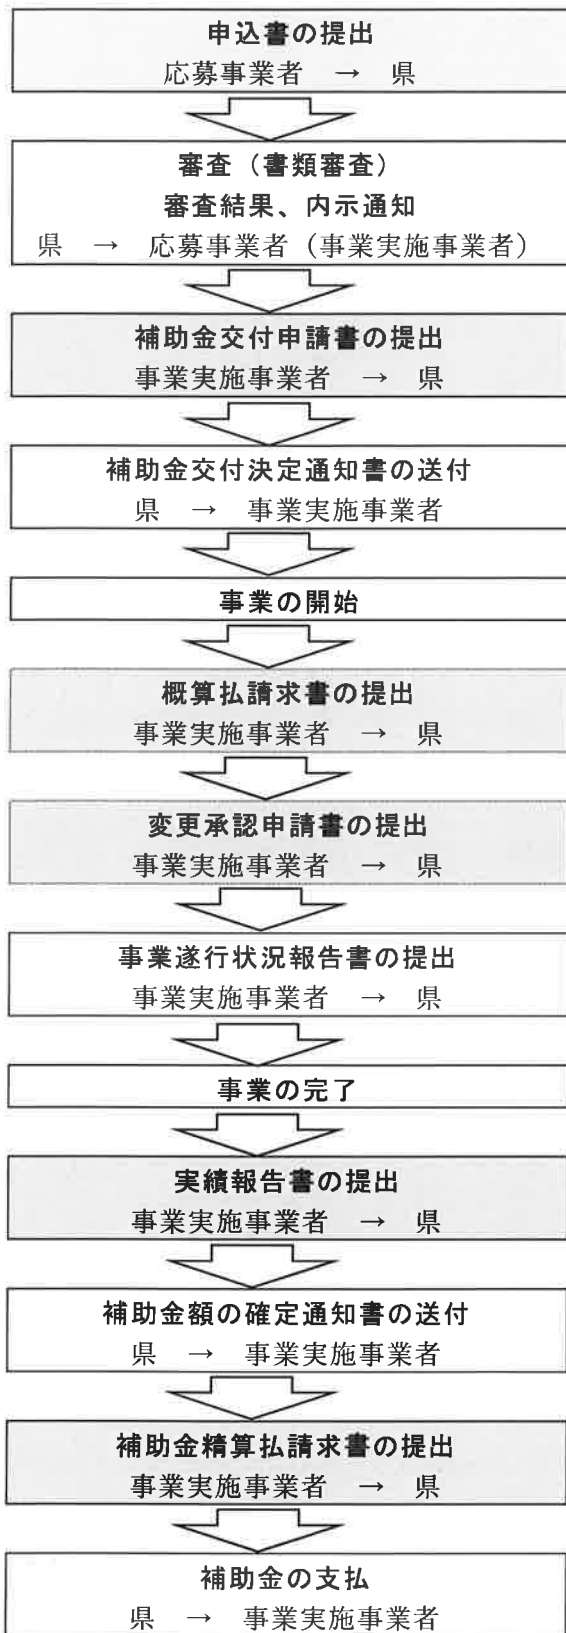 申込書の提出
応募事業者 → 県
審査（書類審査）
審査結果、内示通知
県 → 応募事業者（事業実施事業者）
補助金交付申請書の提出
事業実施事業者 → 県
補助金交付決定通知書の送付
県 → 事業実施事業者
事業の開始
概算払請求書の提出
事業実施事業者 → 県
変更承認申請書の提出
事業実施事業者 → 県
事業遂行状況報告書の提出
事業実施事業者 → 県
事業の完了
実績報告書の提出
事業実施事業者 → 県
補助金額の確定通知書の送付
県 → 事業実施事業者
補助金精算払請求書の提出
事業実施事業者 → 県
補助金の支払
県 → 事業実施事業者